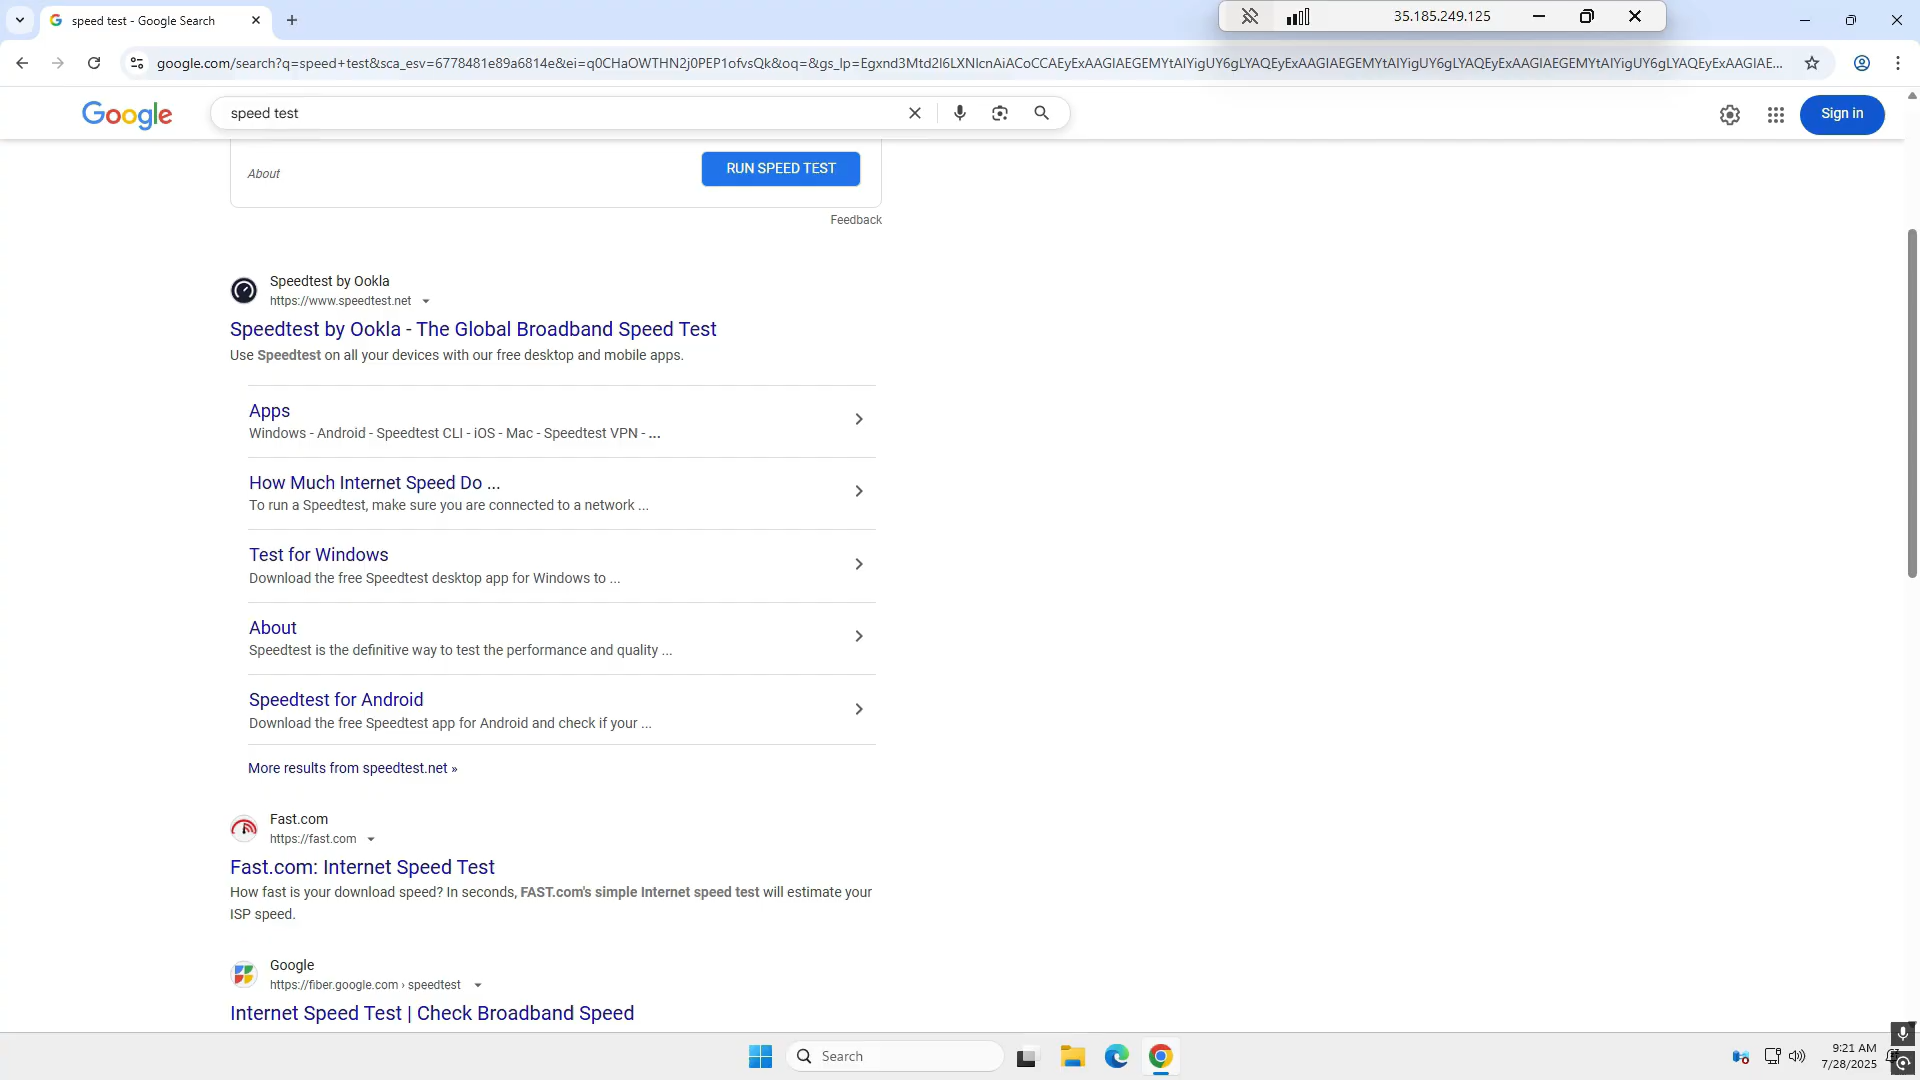 speed test - Google Search
35.185.249.125
google.com/search?q=speed+test&sca_esv=6778481e89a6814e&ei=q0CHaOWTHN2j0PEP1ofvsQk&oq=&gs_lp=Egxnd3Mtd2l6LXNlcnAiACoCCAEyExAAGIAEGEMYtAIYigUY6gLYAQEyExAAGIAEGEMYtAIYigUY6gLYAQEyExAAGIAEGEMYtAIYigUY6gLYAQEyExAAGIAE...
Google
speed test
Sign in
About
RUN SPEED TEST
Feedback
Speedtest by Ookla
https://www.speedtest.net
Speedtest by Ookla - The Global Broadband Speed Test
Use Speedtest on all your devices with our free desktop and mobile apps.
Apps
Windows - Android - Speedtest CLI - iOS - Mac - Speedtest VPN - ...
How Much Internet Speed Do ...
To run a Speedtest, make sure you are connected to a network ...
Test for Windows
Download the free Speedtest desktop app for Windows to ...
About
Speedtest is the definitive way to test the performance and quality ...
Speedtest for Android
Download the free Speedtest app for Android and check if your ...
More results from speedtest.net »
Fast.com
https://fast.com
Fast.com: Internet Speed Test
How fast is your download speed? In seconds, FAST.com's simple Internet speed test will estimate your
ISP speed.
Google
https://fiber.google.com › speedtest
Internet Speed Test | Check Broadband Speed
Search
9:21 AM
7/28/2025